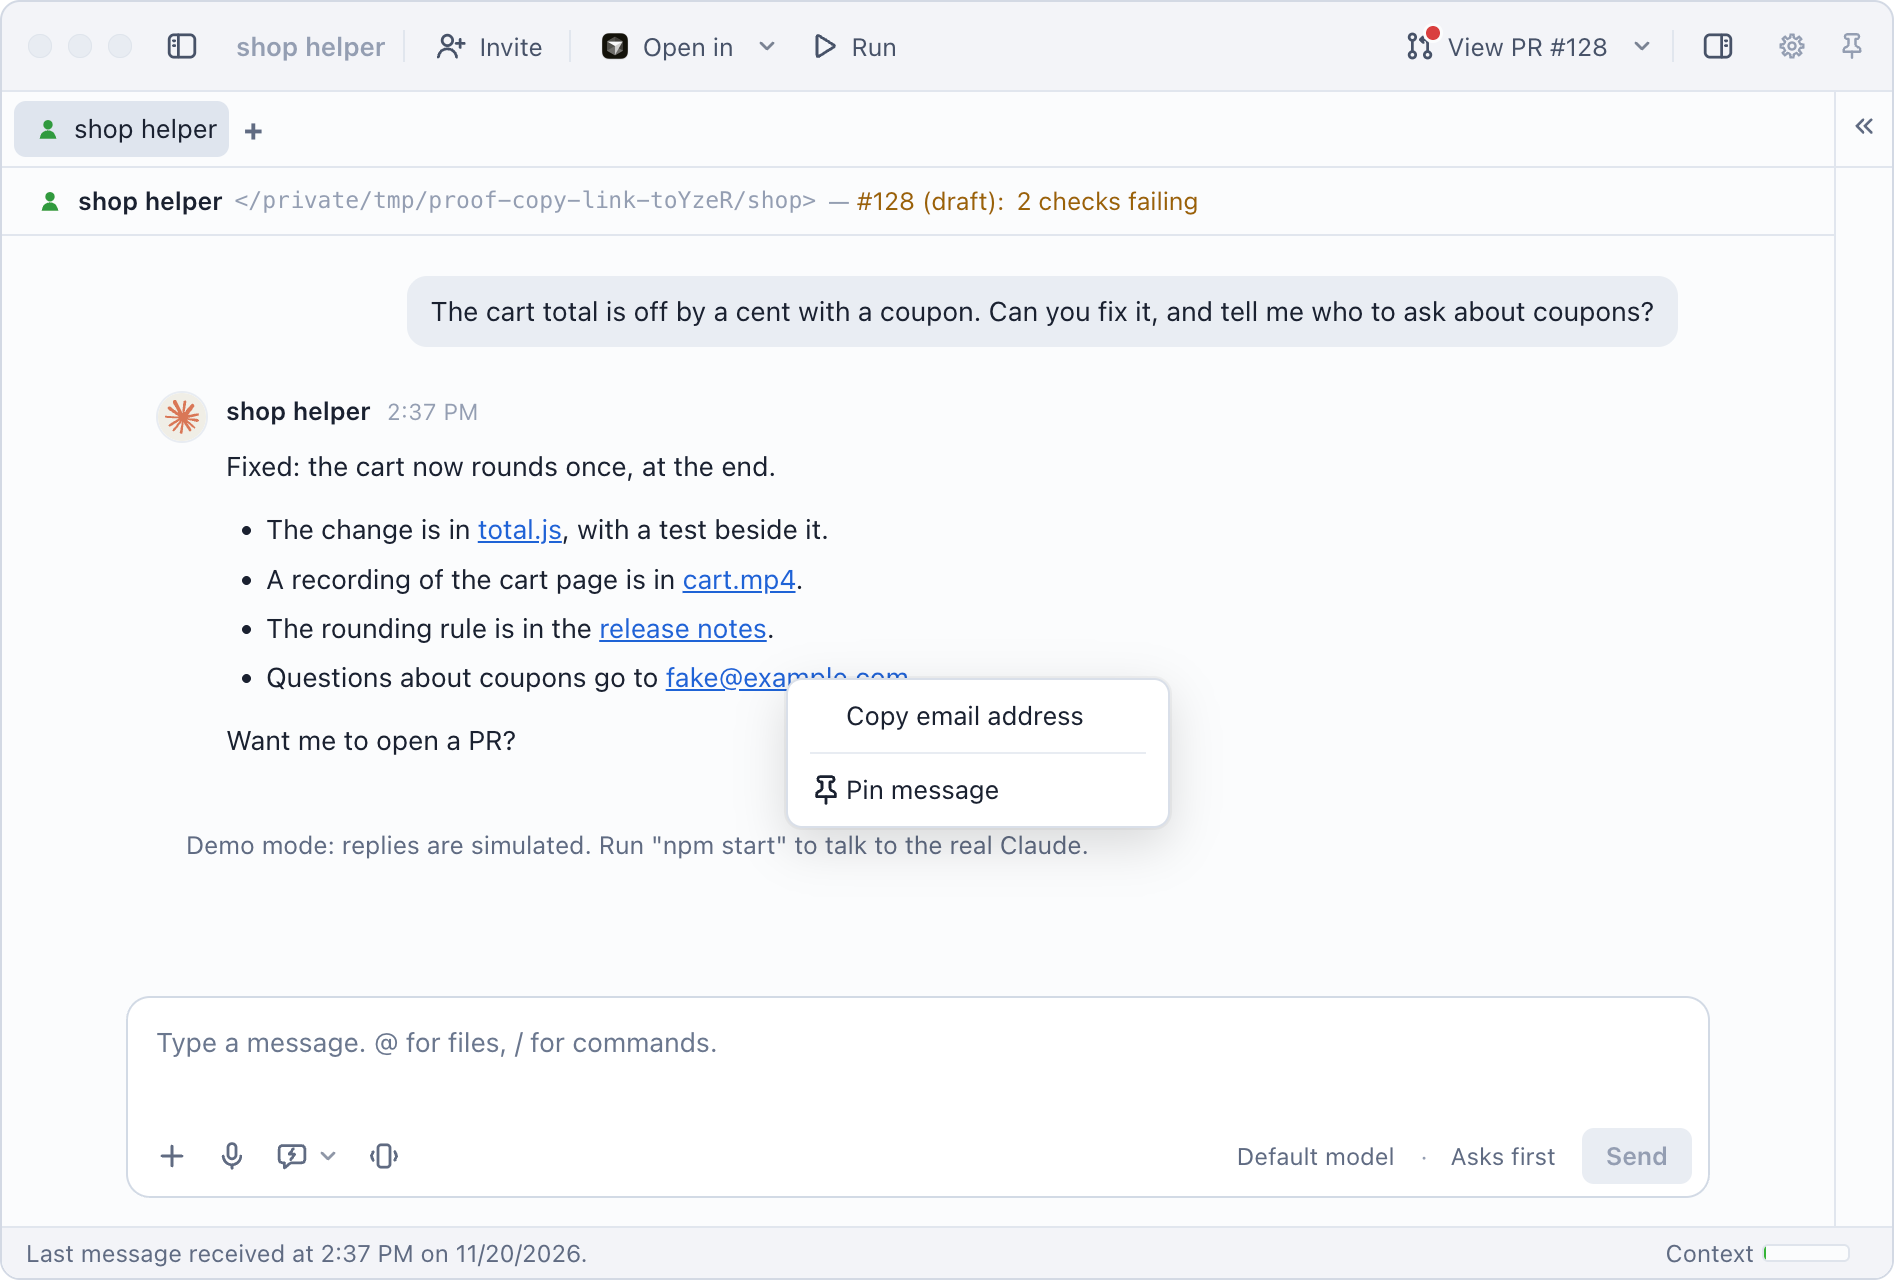 shop helper
Invite
Open in
Run
View PR #128
shop helper
shop helper </private/tmp/proof-copy-link-toYzeR/shop> — #128 (draft): 2 checks failing
The cart total is off by a cent with a coupon. Can you fix it, and tell me who to ask about coupons?
shop helper 2:37 PM
Fixed: the cart now rounds once, at the end.
• The change is in total.js, with a test beside it.
• A recording of the cart page is in cart.mp4.
• The rounding rule is in the release notes.
• Questions about coupons go to fake@example.com
Copy email address
Want me to open a PR?
Pin message
Demo mode: replies are simulated. Run "npm start" to talk to the real Claude.
Type a message. @ for files, / for commands.
Default model · Asks first
Send
Last message received at 2:37 PM on 11/20/2026.
Context